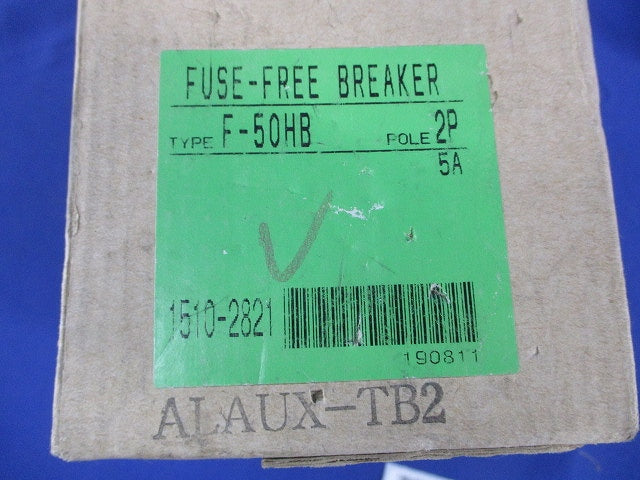 FUSE-FREE BREAKER
TYPE F-50HB POLE 2P
5A
1510-2821
190811
ALAUX-TB2